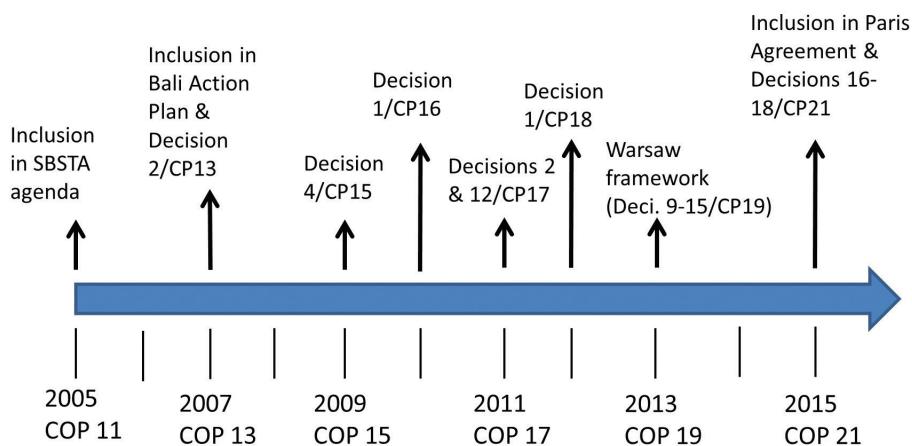 Inclusion
in SBSTA
agenda
Inclusion in
Bali Action
Plan &
Decision
2/CP13
Decision
4/CP15
Decision
1/CP16
Decisions 2
& 12/CP17
Decision
1/CP18
Warsaw
framework
(Deci. 9-15/CP19)
Inclusion in Paris
Agreement &
Decisions 16-
18/CP21
2005
COP 11
2007
COP 13
2009
COP 15
2011
COP 17
2013
COP 19
2015
COP 21